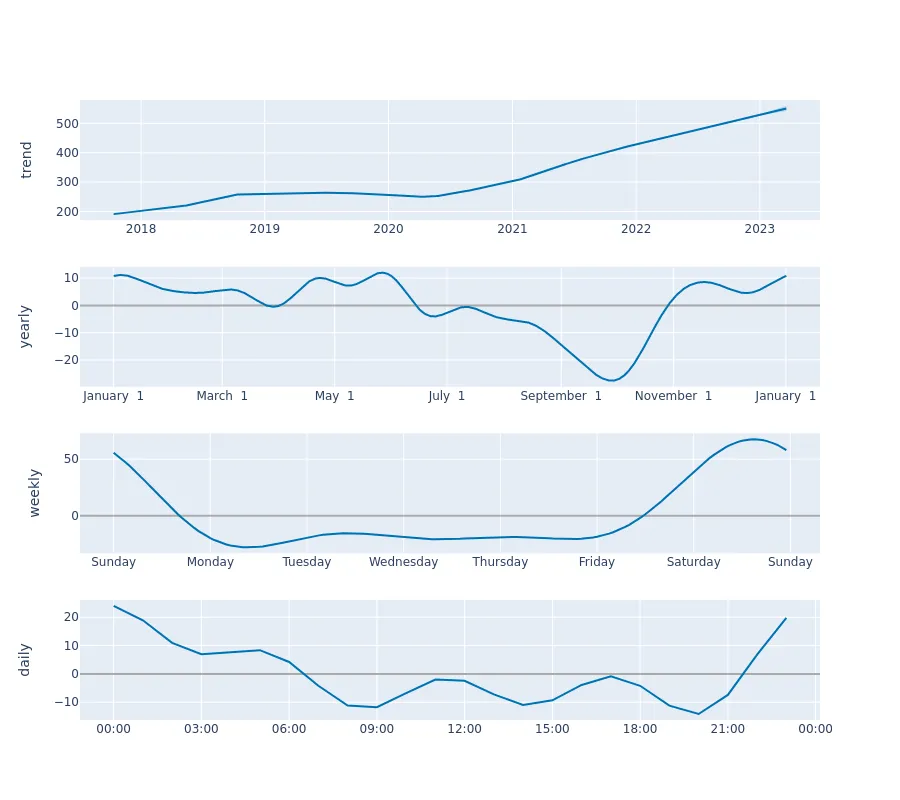 trend
500
400
300
200
2018 2019 2020 2021 2022 2023
yearly
10
0
−10
−20
January 1 March 1 May 1 July 1 September 1 November 1 January 1
weekly
50
0
Sunday Monday Tuesday Wednesday Thursday Friday Saturday Sunday
daily
20
10
0
−10
00:00 03:00 06:00 09:00 12:00 15:00 18:00 21:00 00:00